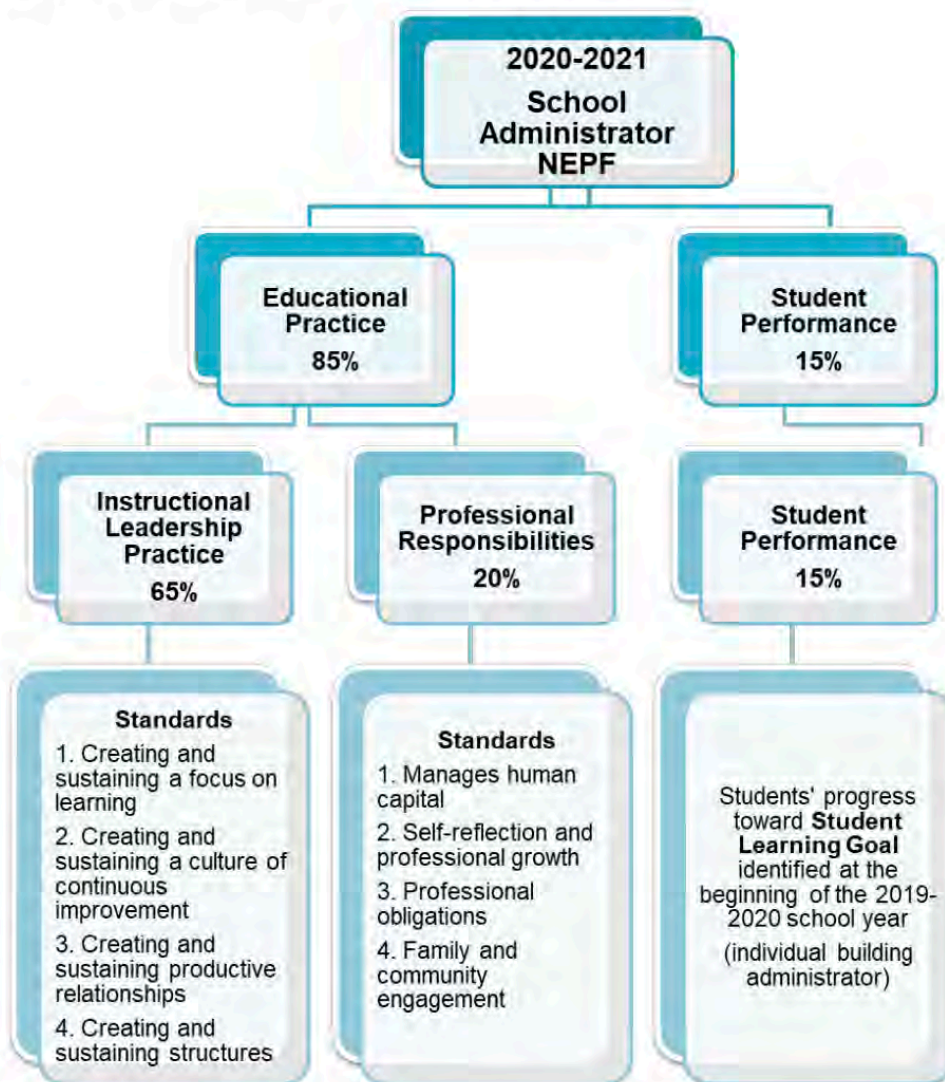 2020-2021
School
Administrator
NEPF
Educational
Practice
85%
Student
Performance
15%
Instructional
Leadership
Practice
65%
Professional
Responsibilities
20%
Student
Performance
15%
Standards
1. Creating and
sustaining a focus on
learning
2. Creating and
sustaining a culture of
continuous
improvement
3. Creating and
sustaining productive
relationships
4. Creating and
sustaining structures
Standards
1. Manages human
capital
2. Self-reflection and
professional growth
3. Professional
obligations
4. Family and
community
engagement
Students' progress
toward Student
Learning Goal
identified at the
beginning of the 2019-
2020 school year
(individual building
administrator)